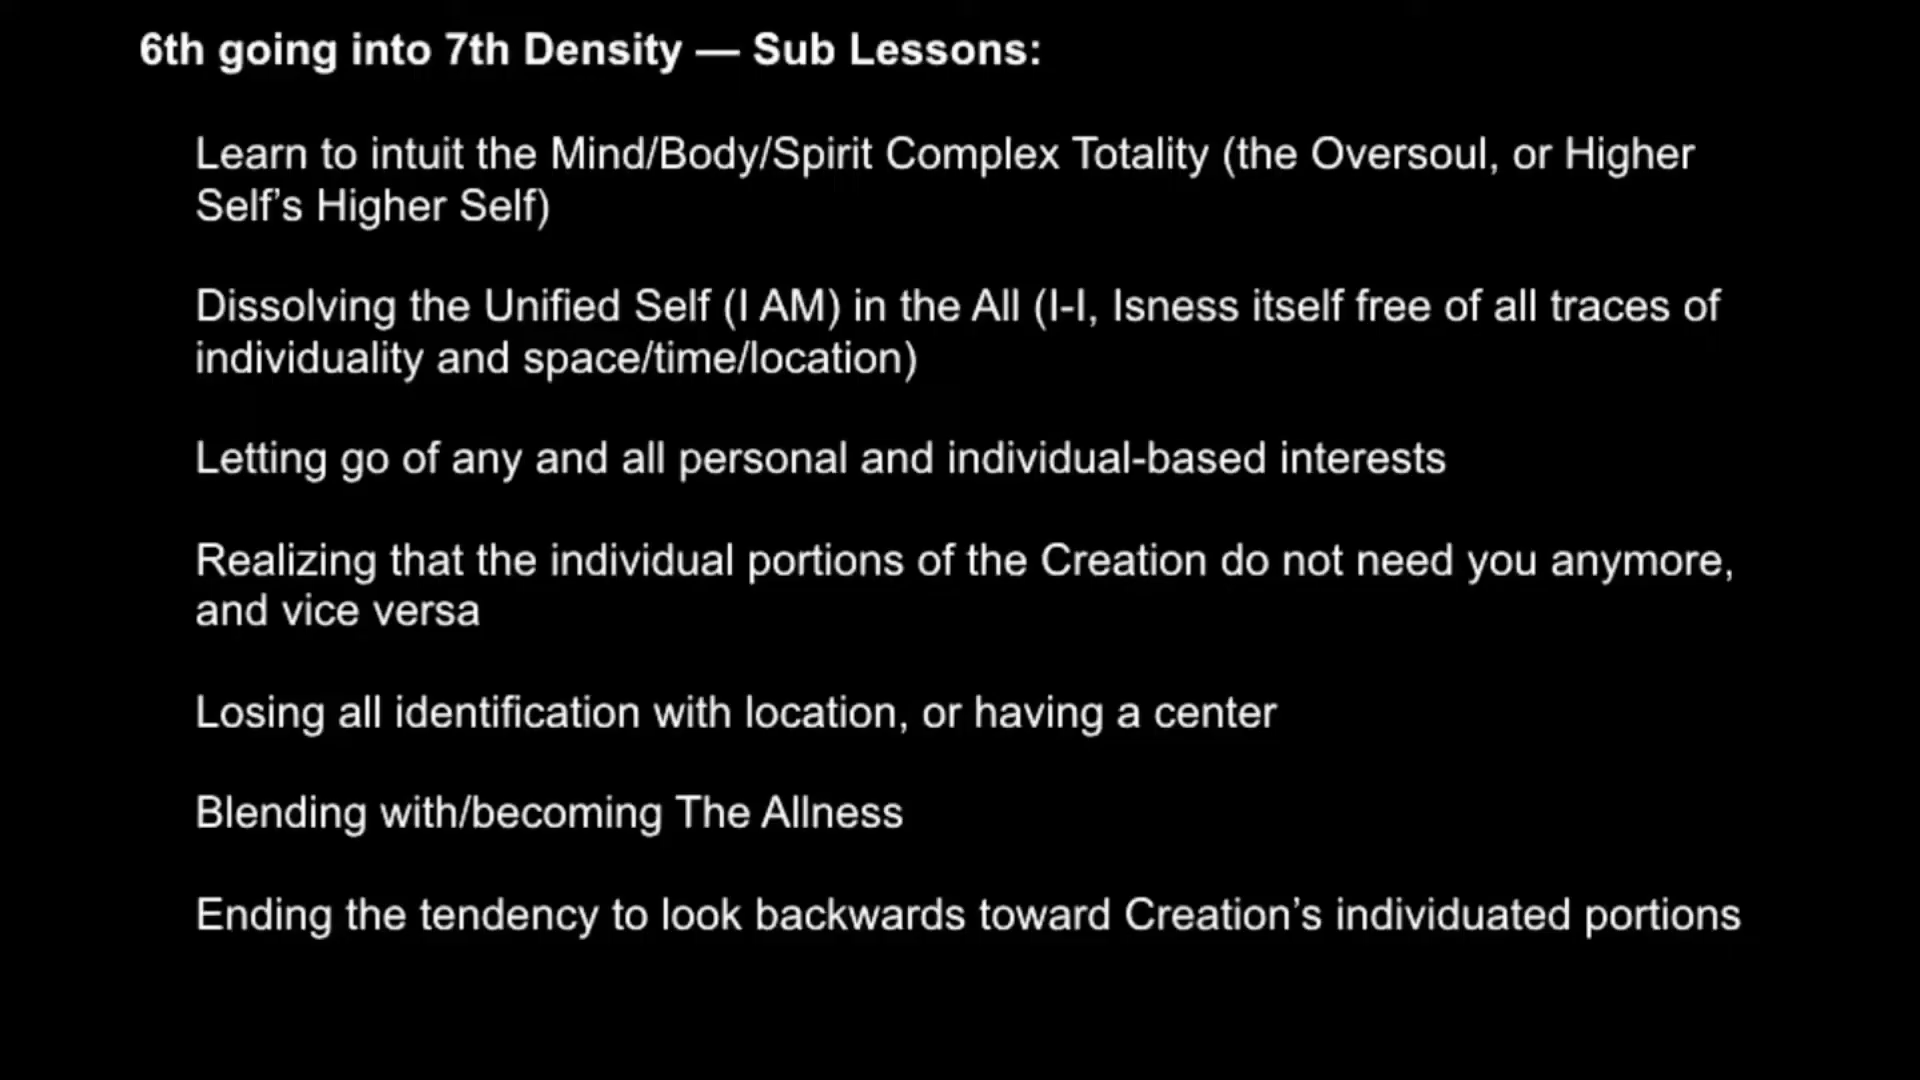 6th going into 7th Density — Sub Lessons:
Learn to intuit the Mind/Body/Spirit Complex Totality (the Oversoul, or Higher
Self’s Higher Self)
Dissolving the Unified Self (I AM) in the All (I-I, Isness itself free of all traces of
individuality and space/time/location)
Letting go of any and all personal and individual-based interests
Realizing that the individual portions of the Creation do not need you anymore,
and vice versa
Losing all identification with location, or having a center
Blending with/becoming The Allness
Ending the tendency to look backwards toward Creation’s individuated portions